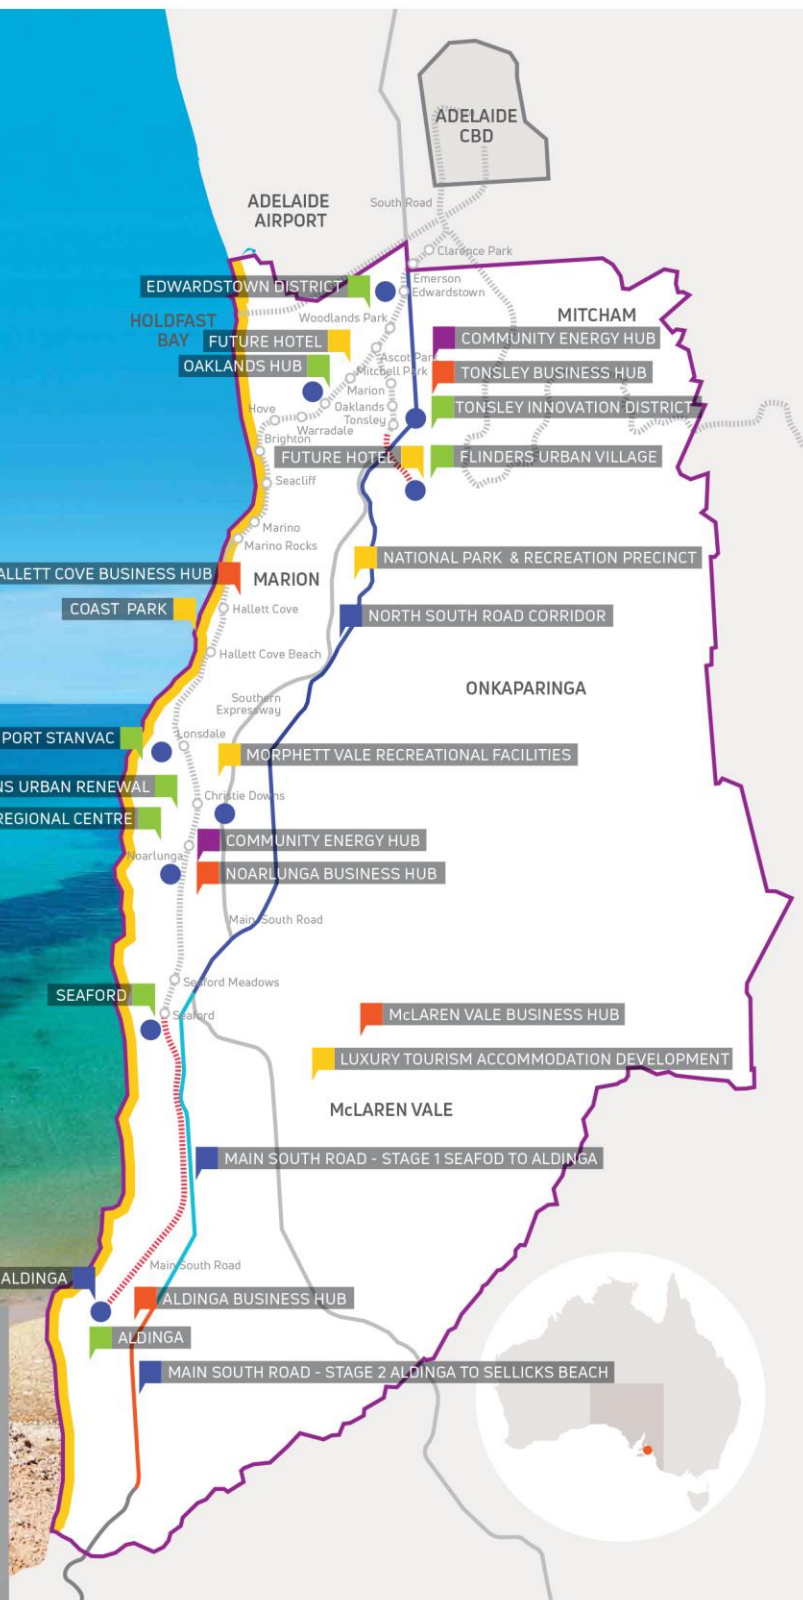 ADELAIDE
CBD
ADELAIDE
AIRPORT
South Road
Clarence Park
EDWARDSTOWN DISTRICT
Emerson
Edwardstown
HOLDFAST
BAY
Woodlands Park
MITCHAM
FUTURE HOTEL
COMMUNITY ENERGY HUB
OAKLANDS HUB
Ascot Park
Mitchell Park
TONSLEY BUSINESS HUB
Marion
Hove
Oaklands
TONSLEY INNOVATION DISTRICT
Tonsley
Warradale
Brighton
FUTURE HOTEL
FLINDERS URBAN VILLAGE
Seacliff
Marino
Marino Rocks
NATIONAL PARK & RECREATION PRECINCT
ALLETT COVE BUSINESS HUB
MARION
COAST PARK
Hallett Cove
NORTH SOUTH ROAD CORRIDOR
Hallett Cove Beach
ONKAPARINGA
Southern
Expressway
PORT STANVAC
Lonsdale
MORPHETT VALE RECREATIONAL FACILITIES
NS URBAN RENEWAL
Christie Downs
REGIONAL CENTRE
COMMUNITY ENERGY HUB
Noarlunga
NOARLUNGA BUSINESS HUB
Main South Road
Seaford Meadows
SEAFORD
Seaford
McLAREN VALE BUSINESS HUB
LUXURY TOURISM ACCOMMODATION DEVELOPMENT
McLAREN VALE
MAIN SOUTH ROAD - STAGE 1 SEAFOD TO ALDINGA
Main South Road
ALDINGA
ALDINGA BUSINESS HUB
ALDINGA
MAIN SOUTH ROAD - STAGE 2 ALDINGA TO SELLICKS BEACH